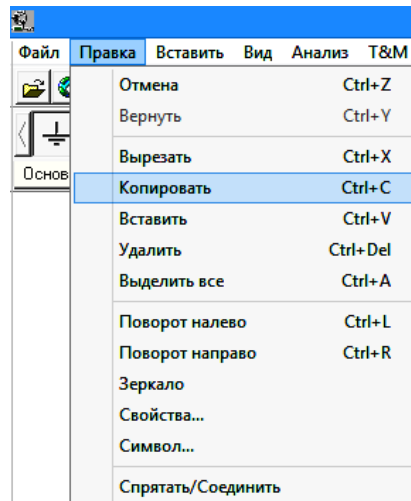 Файл Правка Вставить Вид Анализ T&M
Отмена Ctrl+Z
Вернуть Ctrl+Y
Вырезать Ctrl+X
Основ
Копировать Ctrl+C
Вставить Ctrl+V
Удалить Ctrl+Del
Выделить все Ctrl+A
Поворот налево Ctrl+L
Поворот направо Ctrl+R
Зеркало
Свойства...
Символ...
Спрятать/Соединить